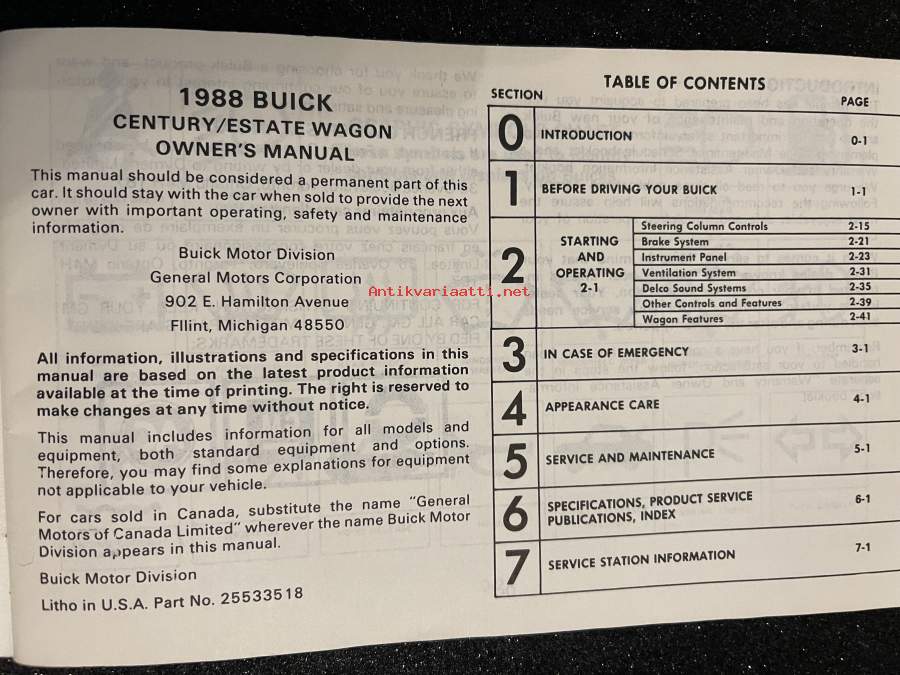 1988 BUICK
CENTURY/ESTATE WAGON
OWNER'S MANUAL
This manual should be considered a permanent part of this
car. It should stay with the car when sold to provide the next
owner with important operating, safety and maintenance
information.
Buick Motor Division
General Motors Corporation
902 E. Hamilton Avenue
Fllint, Michigan 48550
All information, illustrations and specifications in this
manual are based on the latest product information
available at the time of printing. The right is reserved to
make changes at any time without notice.
This manual includes information for all models and
equipment, both standard equipment and options.
Therefore, you may find some explanations for equipment
not applicable to your vehicle.
For cars sold in Canada, substitute the name "General
Motors of Canada Limited" wherever the name Buick Motor
Division appears in this manual.
Buick Motor Division
Litho in U.S.A. Part No. 25533518
Antikvariaatti.net
TABLE OF CONTENTS
SECTION PAGE
0 INTRODUCTION 0-1
1 BEFORE DRIVING YOUR BUICK 1-1
2 STARTING AND OPERATING 2-1
Steering Column Controls 2-15
Brake System 2-21
Instrument Panel 2-23
Ventilation System 2-31
Delco Sound Systems 2-35
Other Controls and Features 2-39
Wagon Features 2-41
3 IN CASE OF EMERGENCY 3-1
4 APPEARANCE CARE 4-1
5 SERVICE AND MAINTENANCE 5-1
6 SPECIFICATIONS, PRODUCT SERVICE
PUBLICATIONS, INDEX 6-1
7 SERVICE STATION INFORMATION 7-1